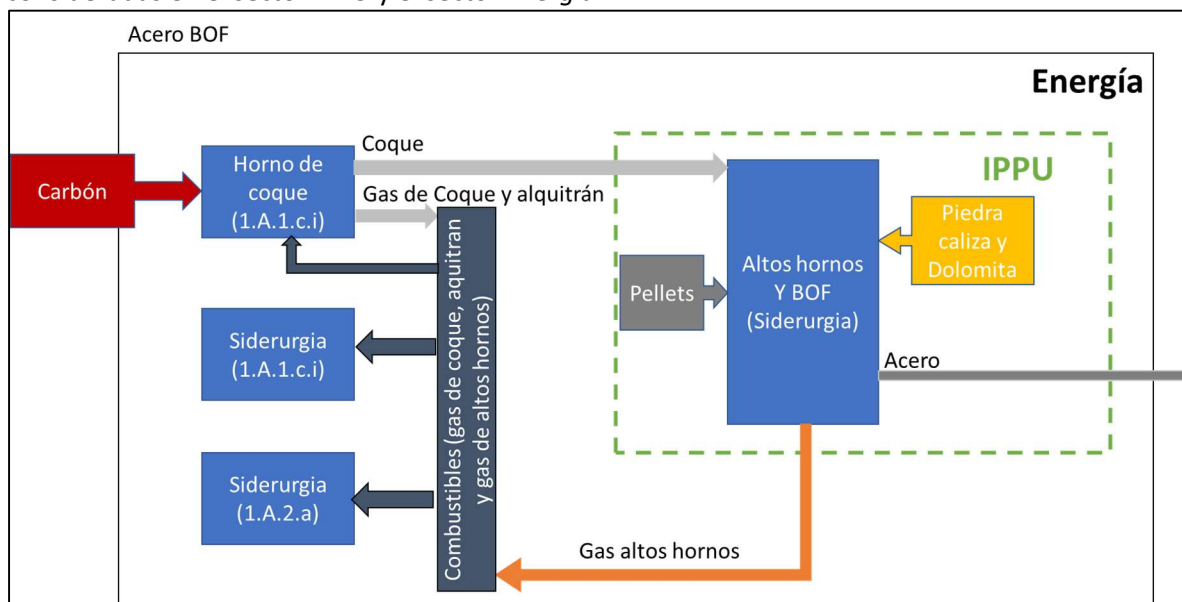 Acero BOF
Energía
Carbón
Horno de
coque
(1.A.1.c.i)
Coque
Gas de Coque y alquitrán
IPPU
Piedra
caliza y
Dolomita
Pellets
Altos hornos
Y BOF
(Siderurgia)
Siderurgia
(1.A.1.c.i)
Acero
Siderurgia
(1.A.2.a)
Combustibles (gas de coque, aquitran
y gas de altos hornos)
Gas altos hornos